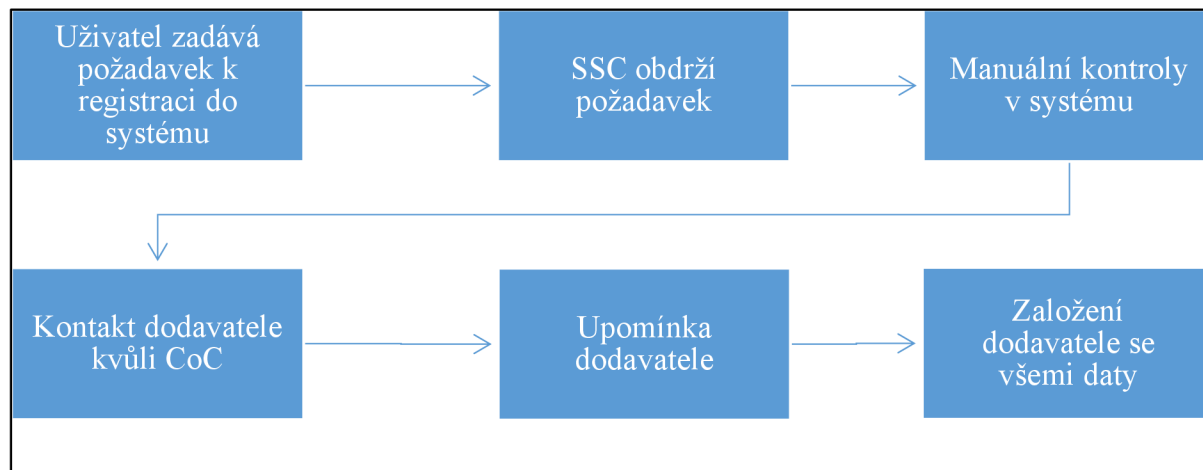 Uživatel zadává
požadavek k
registraci do
systému
SSC obdrží
požadavek
Manuální kontroly
v systému
Kontakt dodavatele
kvůli CoC
Upomínka
dodavatele
Založení
dodavatele se
všemi daty